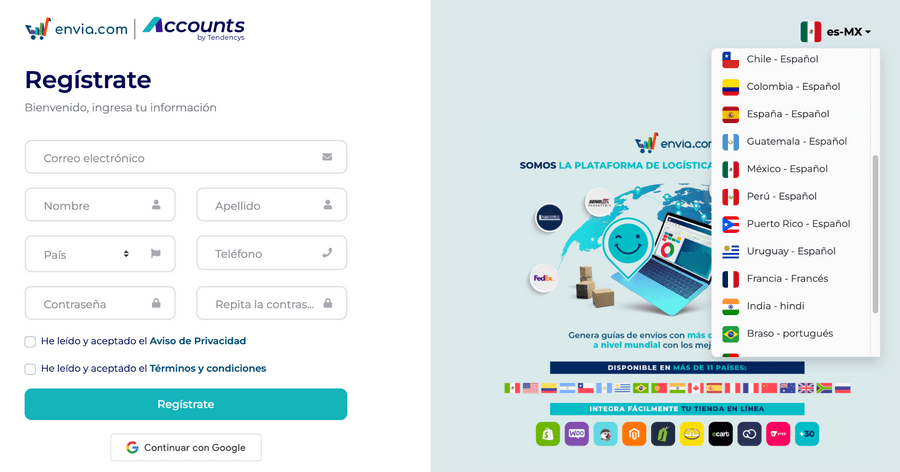 envia.com
Accounts
by Tendencys
Regístrate
Bienvenido, ingresa tu información
Correo electrónico
Nombre
Apellido
País
Teléfono
Contraseña
Repita la contras...
He leído y aceptado el Aviso de Privacidad
He leído y aceptado el Términos y condiciones
Regístrate
Continuar con Google
es-MX
Chile - Español
Colombia - Español
España - Español
Guatemala - Español
México - Español
Perú - Español
Puerto Rico - Español
Uruguay - Español
Francia - Francés
India - hindi
Braso - portugués
envia.com
SOMOS LA PLATAFORMA DE LOGÍSTICA
FedEx
Genera guías de envíos con más
a nivel mundial con los
DISPONIBLE EN MÁS DE 11 PAÍSES:
INTEGRA FÁCILMENTE TU TIENDA EN LÍNEA
WOO
ecart
+30